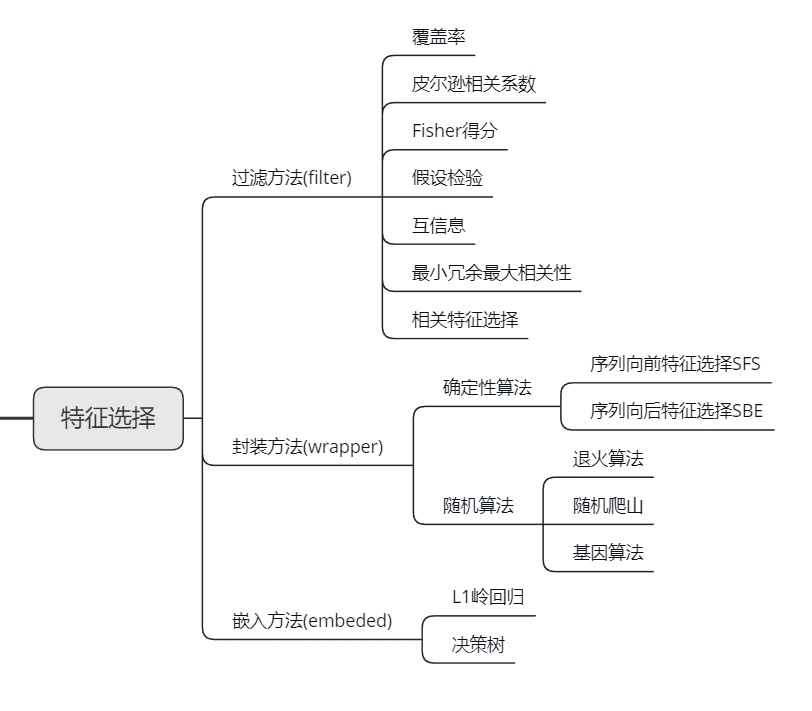 特征选择
过滤方法(filter)
覆盖率
皮尔逊相关系数
Fisher得分
假设检验
互信息
最小冗余最大相关性
相关特征选择
封装方法(wrapper)
确定性算法
序列向前特征选择SFS
序列向后特征选择SBE
随机算法
退火算法
随机爬山
基因算法
嵌入方法(embeded)
L1岭回归
决策树